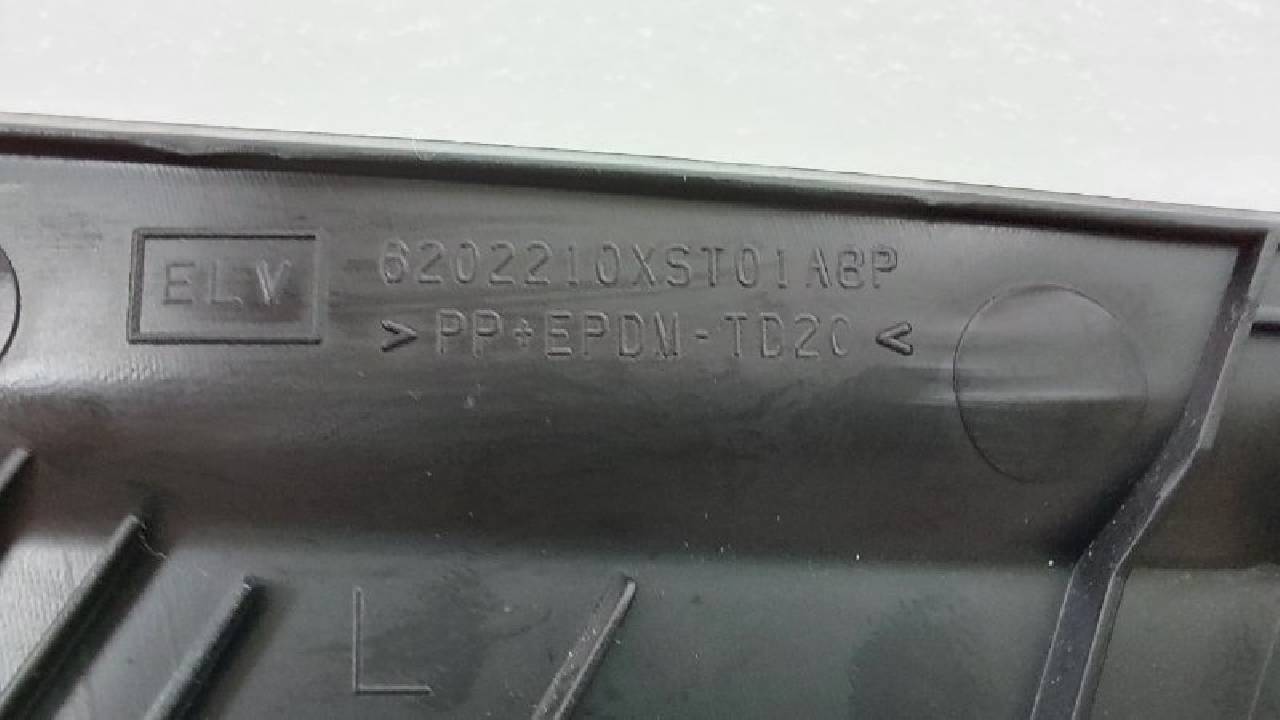 ELV
6202210XST01A8P
>PP+EPDM-TD20<
L